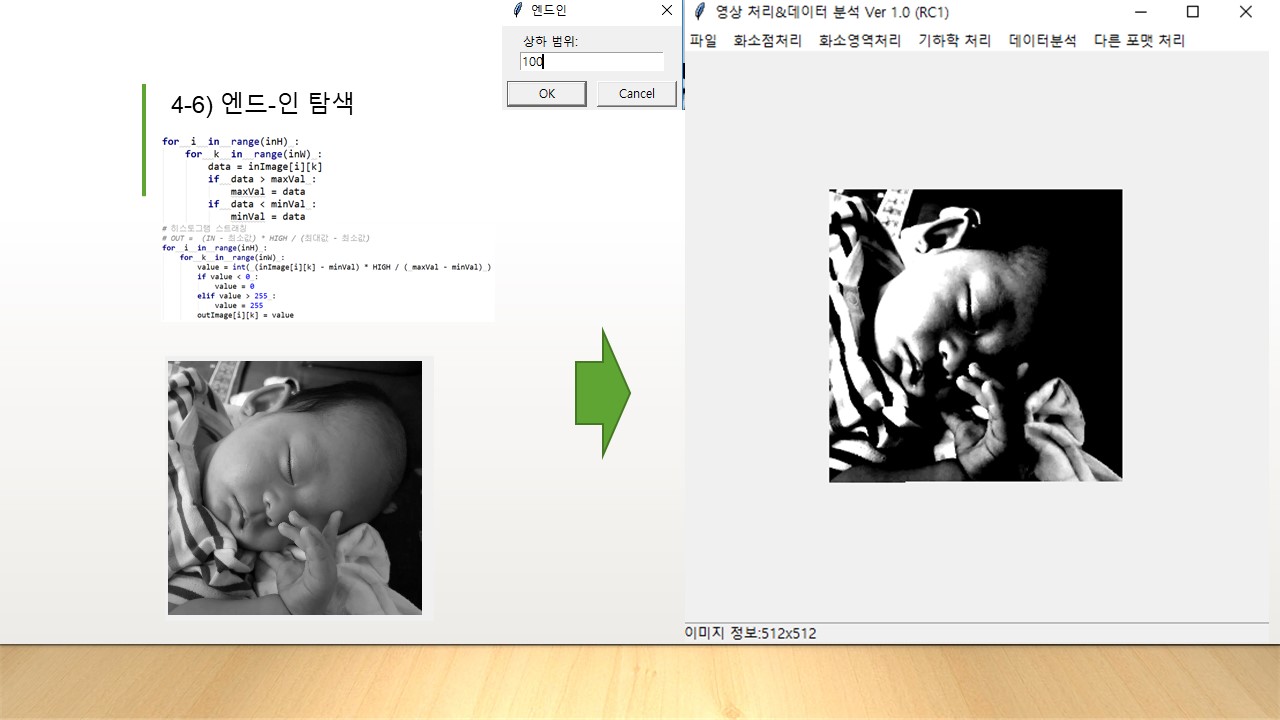 4-6) 엔드-인 탐색
for i in range(inH) :
for k in range(inW) :
data = inImage[i][k]
if data > maxVal :
maxVal = data
if data < minVal :
minVal = data
# 히스토그램 스트래칭
# OUT = (IN - 최소값) * HIGH / (최대값 - 최소값)
for i in range(inH) :
for k in range(inW) :
value = int( (inImage[i][k] - minVal) * HIGH / ( maxVal - minVal) )
if value < 0 :
value = 0
elif value > 255 :
value = 255
outImage[i][k] = value
엔드인
상하 범위:
100
OK Cancel
영상 처리&데이터 분석 Ver 1.0 (RC1)
파일 화소점처리 화소영역처리 기하학 처리 데이터분석 다른 포맷 처리
이미지 정보:512x512